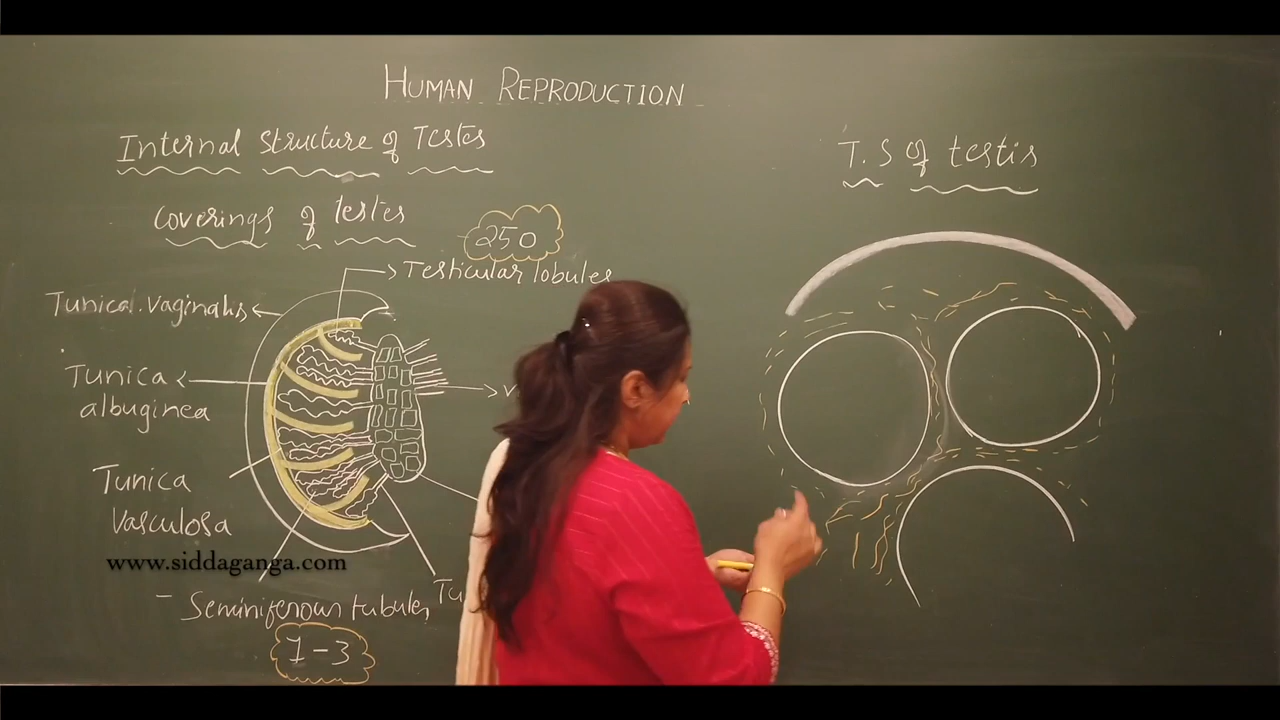 HUMAN REPRODUCTION
Internal Structure of Testes
T.S of testis
Coverings of testes
250
Testicular lobules
Tunica.vaginalis
Tunica
albuginea
Tunica
Vasculosa
www.siddaganga.com
- Seminiferous tubules
1-3